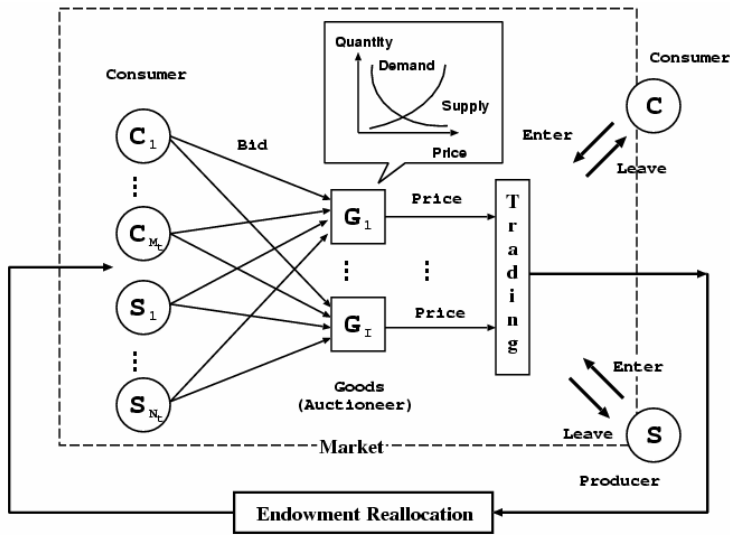 Quantity
Demand
Supply
Price
Consumer
Consumer
C
C1
Enter
Leave
Bid
⋮
CMt
G1
Price
Trading
⋮
⋮
S1
GI
Price
⋮
SNt
Goods
(Auctioneer)
Enter
Leave
S
Market
Producer
Endowment Reallocation